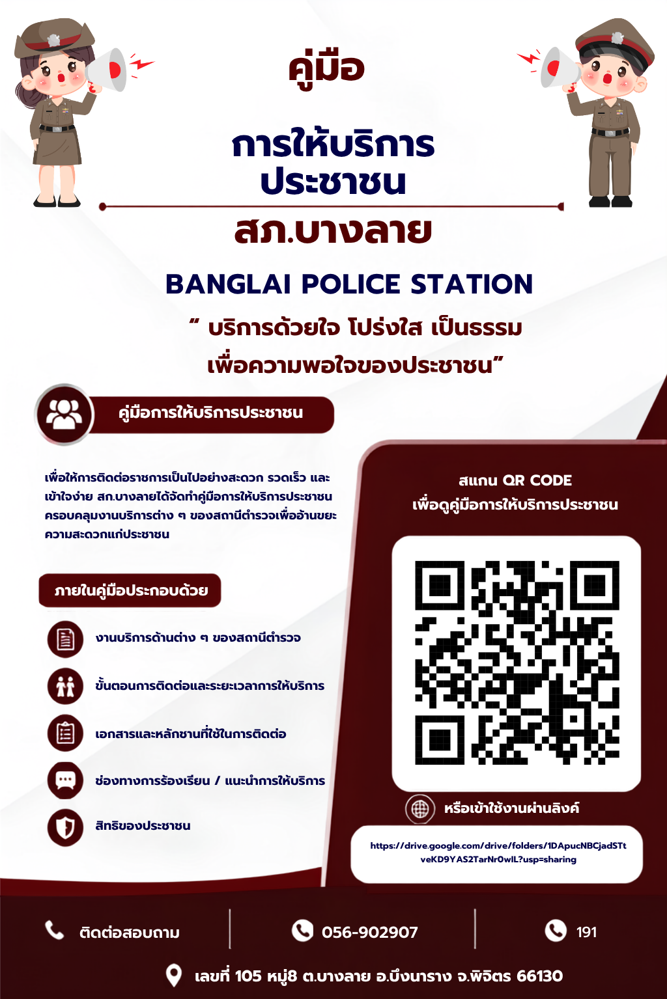 คู่มือ
การให้บริการ
ประชาชน
สภ.บางลาย
BANGLAI POLICE STATION
“ บริการด้วยใจ โปร่งใส เป็นธรรม
เพื่อความพอใจของประชาชน”
คู่มือการให้บริการประชาชน
เพื่อให้การติดต่อราชการเป็นไปอย่างสะดวก รวดเร็ว และ
เข้าใจง่าย สก.บางลายได้จัดทำคู่มือการให้บริการประชาชน
ครอบคลุมงานบริการต่าง ๆ ของสถานีตำรวจเพื่ออ้านขยะ
ความสะดวกแก่ประชาชน
ภายในคู่มือประกอบด้วย
งานบริการด้านต่าง ๆ ของสถานีตำรวจ
ขั้นตอนการติดต่อและระยะเวลาการให้บริการ
เอกสารและหลักชานที่ใช้ในการติดต่อ
ช่องทางการร้องเรียน / แนะนำการให้บริการ
สิทธิของประชาชน
สแกน QR CODE
เพื่อดูคู่มือการให้บริการประชาชน
หรือเข้าใช้งานผ่านลิงค์
https://drive.google.com/drive/folders/1DApucNBCjadSTt
veKD9YAS2TarNr0wIL?usp=sharing
ติดต่อสอบถาม
056-902907
191
เลขที่ 105 หมู่8 ต.บางลาย อ.บึงนาราง จ.พิจิตร 66130